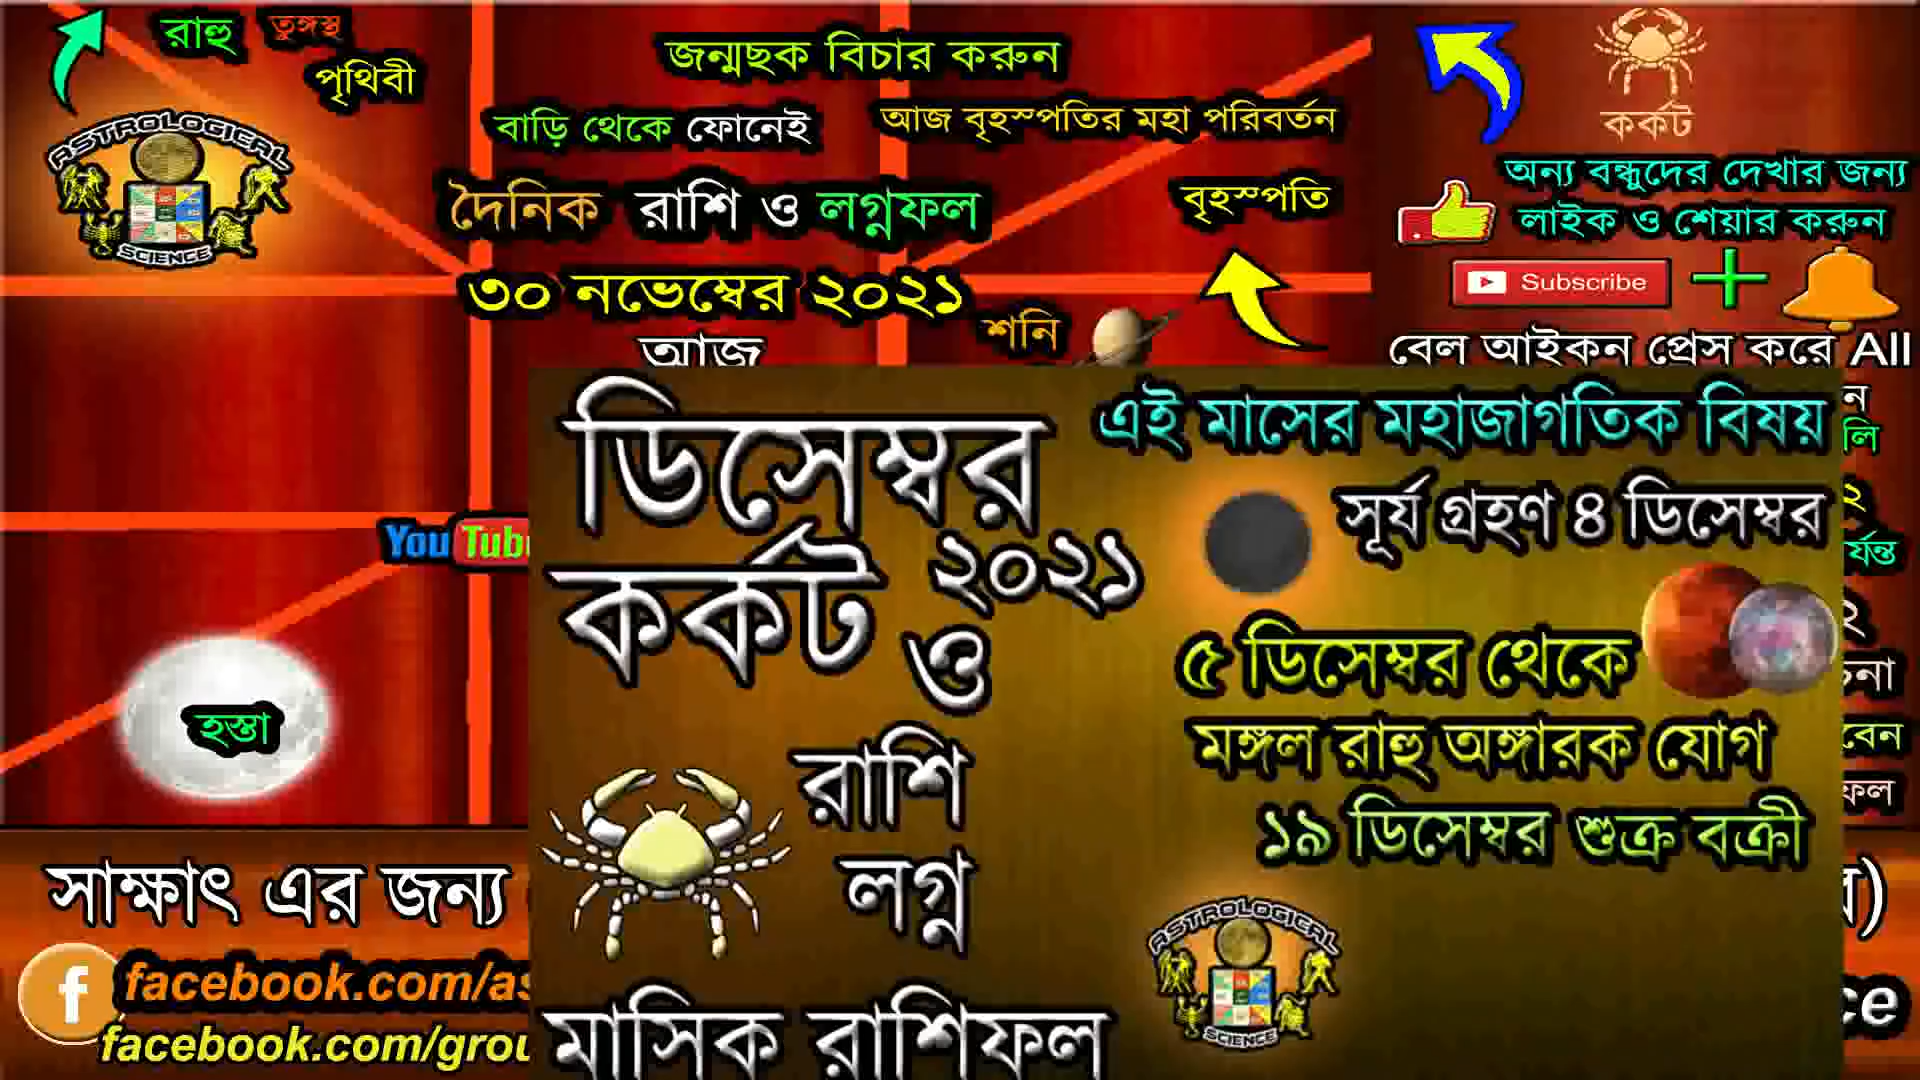 রাহু তুঙ্গস্থ
পৃথিবী
ASTROLOGICAL
SCIENCE
জন্মছক বিচার করুন
বাড়ি থেকে ফোনেই
আজ বৃহস্পতির মহা পরিবর্তন
দৈনিক রাশি ও লগ্নফল
বৃহস্পতি
৩০ নভেম্বের ২০২১
শনি
আজ
কর্কট
অন্য বন্ধুদের দেখার জন্য
লাইক ও শেয়ার করুন
Subscribe
বেল আইকন প্রেস করে All
YouTub
হস্তা
ডিসেম্বর
২০২১
কর্কট ও
রাশি
লগ্ন
মাসিক রাশিফল
এই মাসের মহাজাগতিক বিষয়
সূর্য গ্রহণ ৪ ডিসেম্বর
৫ ডিসেম্বর থেকে
মঙ্গল রাহু অঙ্গারক যোগ
১৯ ডিসেম্বর শুক্র বক্রী
ASTROLOGICAL
SCIENCE
সাক্ষাৎ এর জন্য
facebook.com/as
facebook.com/grou